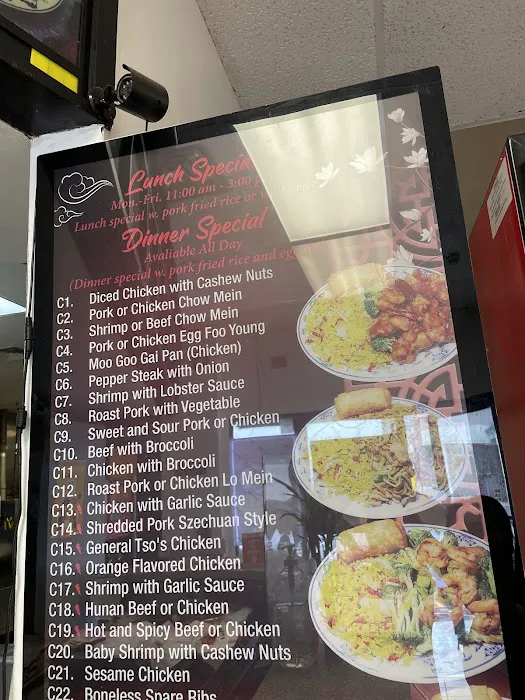 Lunch Special
Mon.-Fri. 11:00 am - 3:00
Lunch special w. pork fried rice or
Dinner Special
Avaliable All Day
(Dinner special w. pork fried rice and egg
C1. Diced Chicken with Cashew Nuts
C2. Pork or Chicken Chow Mein
C3. Shrimp or Beef Chow Mein
C4. Pork or Chicken Egg Foo Young
C5. Moo Goo Gai Pan (Chicken)
C6. Pepper Steak with Onion
C7. Shrimp with Lobster Sauce
C8. Roast Pork with Vegetable
C9. Sweet and Sour Pork or Chicken
C10. Beef with Broccoli
C11. Chicken with Broccoli
C12. Roast Pork or Chicken Lo Mein
C13. Chicken with Garlic Sauce
C14. Shredded Pork Szechuan Style
C15. General Tso's Chicken
C16. Orange Flavored Chicken
C17. Shrimp with Garlic Sauce
C18. Hunan Beef or Chicken
C19. Hot and Spicy Beef or Chicken
C20. Baby Shrimp with Cashew Nuts
C21. Sesame Chicken
C22. Boneless Spare Ribs